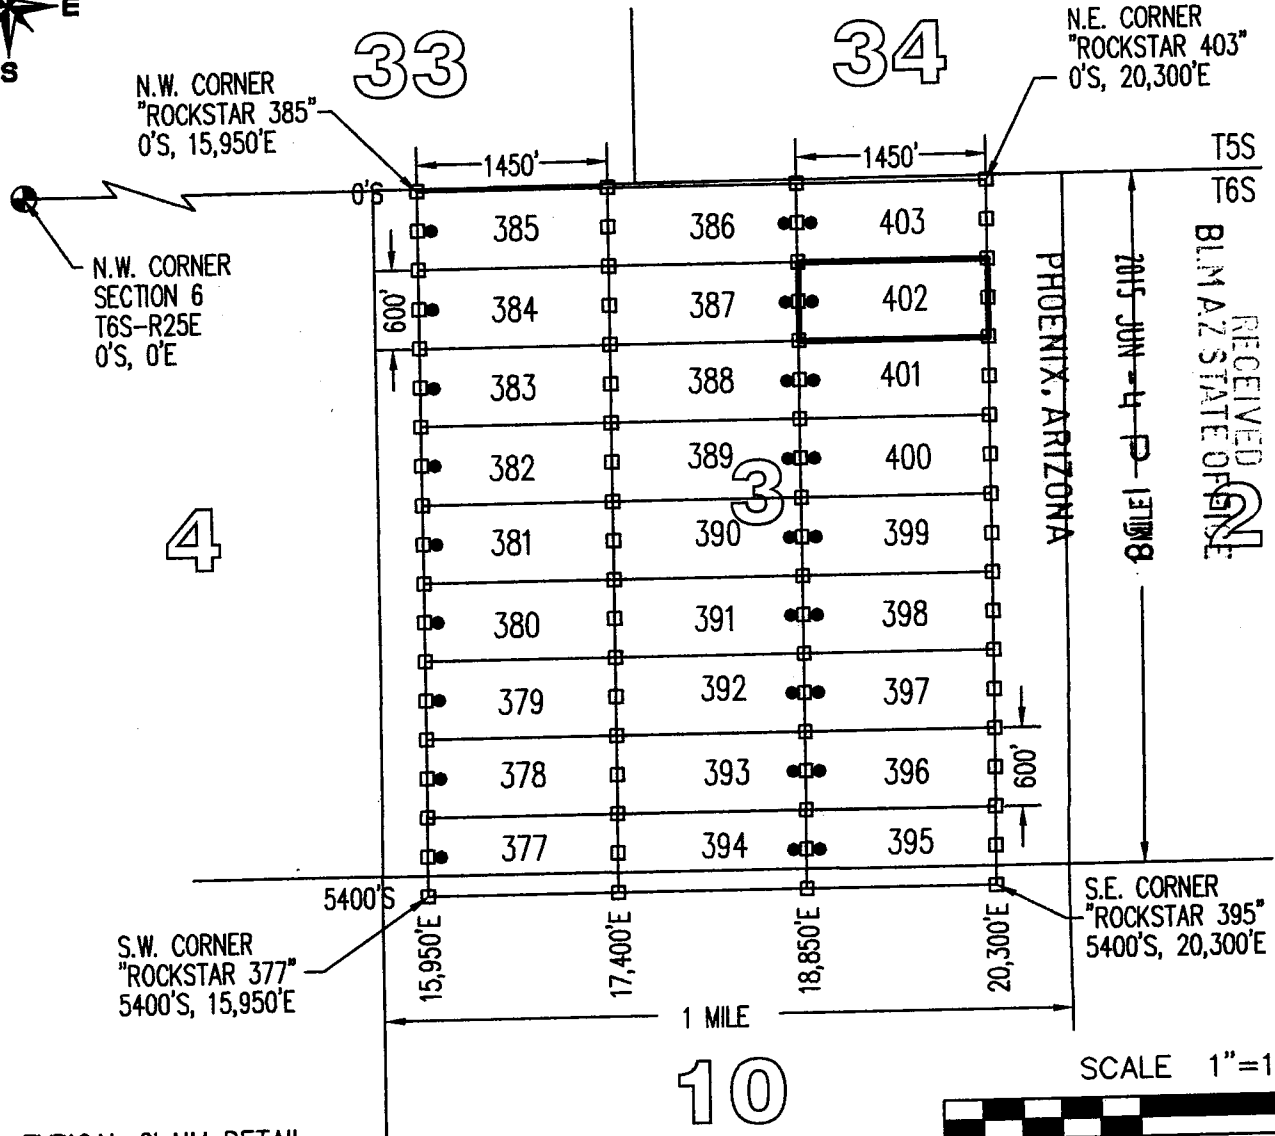 E
S
33
34
N.W. CORNER
"ROCKSTAR 385"
0'S, 15,950'E
N.E. CORNER
"ROCKSTAR 403"
0'S, 20,300'E
1450'
1450'
T5S
T6S
0'S
N.W. CORNER
SECTION 6
T6S-R25E
0'S, 0'E
600'
385
386
403
384
387
402
383
388
401
382
389
400
3
381
390
399
380
391
398
379
392
397
378
393
396
377
394
395
4
2
600'
PHOENIX, ARIZONA
2015 JUN-4 P
1 MILE
BLM AZ STATE OFFICE
RECEIVED
5400'S
S.W. CORNER
"ROCKSTAR 377"
5400'S, 15,950'E
15,950'E
17,400'E
18,850'E
20,300'E
S.E. CORNER
"ROCKSTAR 395"
5400'S, 20,300'E
1 MILE
10
SCALE 1"=1
TYPICAL CLAIM DETAIL